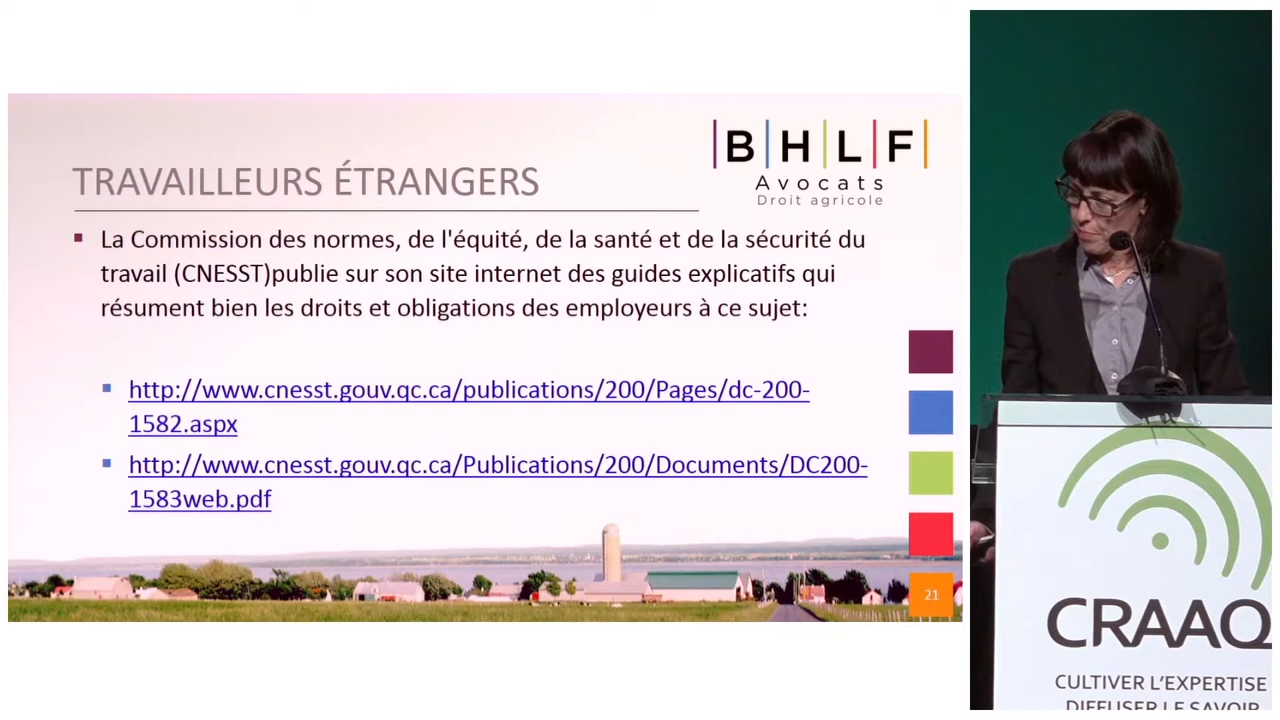 TRAVAILLEURS ÉTRANGERS
|B|H|L|F|
Avocats
Droit agricole
▪ La Commission des normes, de l'équité, de la santé et de la sécurité du
travail (CNESST)publie sur son site internet des guides explicatifs qui
résument bien les droits et obligations des employeurs à ce sujet:
▪ http://www.cnesst.gouv.qc.ca/publications/200/Pages/dc-200-
1582.aspx
▪ http://www.cnesst.gouv.qc.ca/Publications/200/Documents/DC200-
1583web.pdf
21
CRAAQ
CULTIVER L'EXPERTISE
DIFFUSER LE SAVOIR